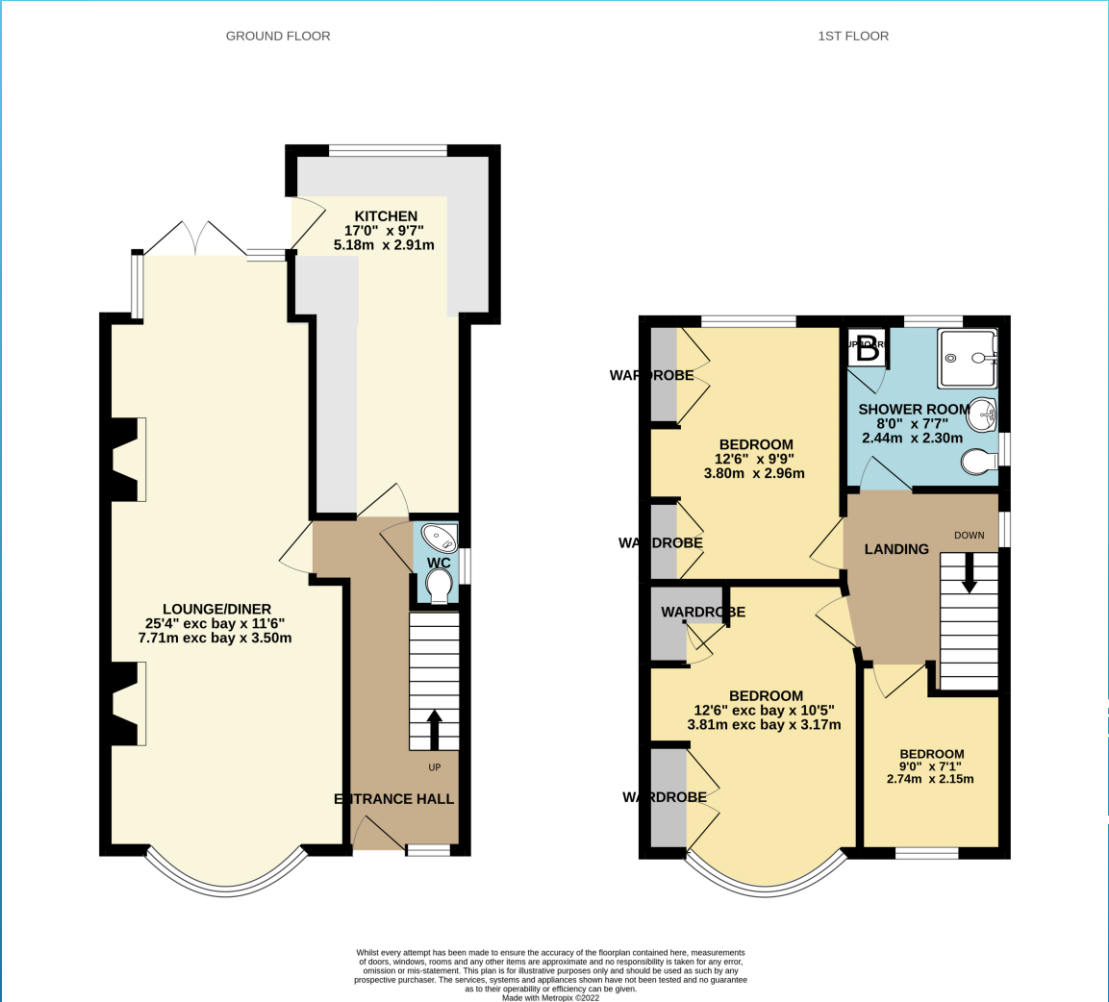 GROUND FLOOR
1ST FLOOR
KITCHEN
17'0" x 9'7"
5.18m x 2.91m
WC
LOUNGE/DINER
25'4" exc bay x 11'6"
7.71m exc bay x 3.50m
UP
ENTRANCE HALL
WARDROBE
B
SHOWER ROOM
8'0" x 7'7"
2.44m x 2.30m
BEDROOM
12'6" x 9'9"
3.80m x 2.96m
WARDROBE
LANDING
DOWN
WARDROBE
BEDROOM
12'6" exc bay x 10'5"
3.81m exc bay x 3.17m
BEDROOM
9'0" x 7'1"
2.74m x 2.15m
WARDROBE
Whilst every attempt has been made to ensure the accuracy of the floorplan contained here, measurements
of doors, windows, rooms and any other items are approximate and no responsibility is taken for any error,
omission or mis-statement. This plan is for illustrative purposes only and should be used as such by any
prospective purchaser. The services, systems and appliances shown have not been tested and no guarantee
as to their operability or efficiency can be given.
Made with Metropix ©2022